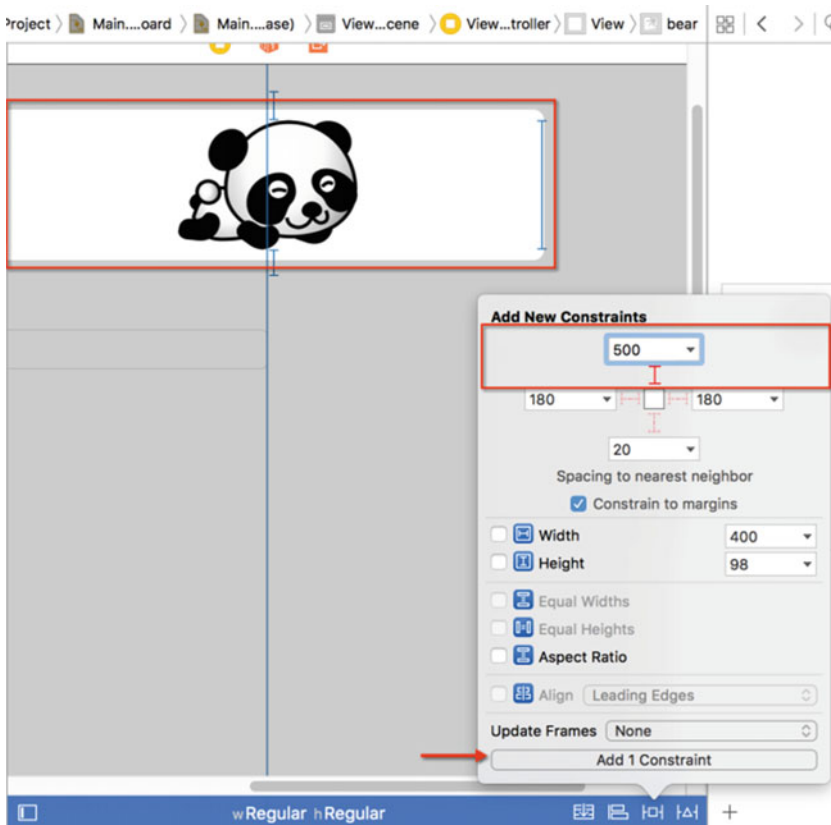 Project Main....oard Main....ase) View...cene View...troller View bear
Add New Constraints
500
180 180
20
Spacing to nearest neighbor
Constrain to margins
Width 400
Height 98
Equal Widths
Equal Heights
Aspect Ratio
Align Leading Edges
Update Frames None
Add 1 Constraint
wRegular hRegular